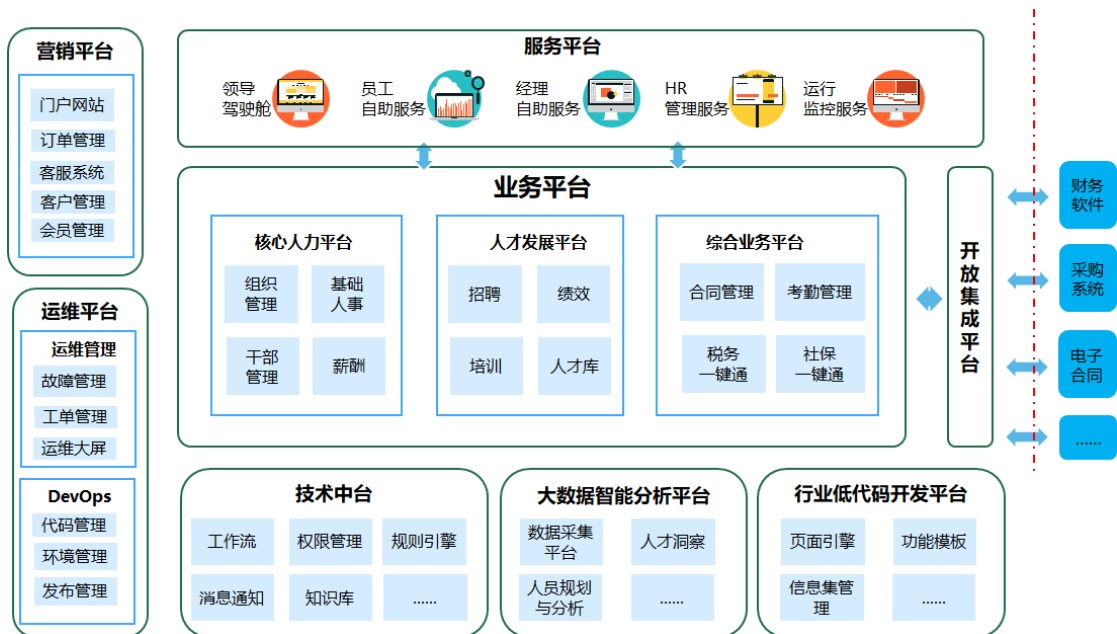 营销平台
门户网站
订单管理
客服系统
客户管理
会员管理
运维平台
运维管理
故障管理
工单管理
运维大屏
DevOps
代码管理
环境管理
发布管理
服务平台
领导
驾驶舱
员工
自助服务
经理
自助服务
HR
管理服务
运行
监控服务
业务平台
核心人力平台
组织
管理
基础
人事
干部
管理
薪酬
人才发展平台
招聘
绩效
培训
人才库
综合业务平台
合同管理
考勤管理
税务
一键通
社保
一键通
开放集成平台
财务
软件
采购
系统
电子
合同
......
技术中台
工作流
权限管理
规则引擎
消息通知
知识库
......
大数据智能分析平台
数据采集
平台
人才洞察
人员规划
与分析
......
行业低代码开发平台
页面引擎
功能模板
信息集管
理
......